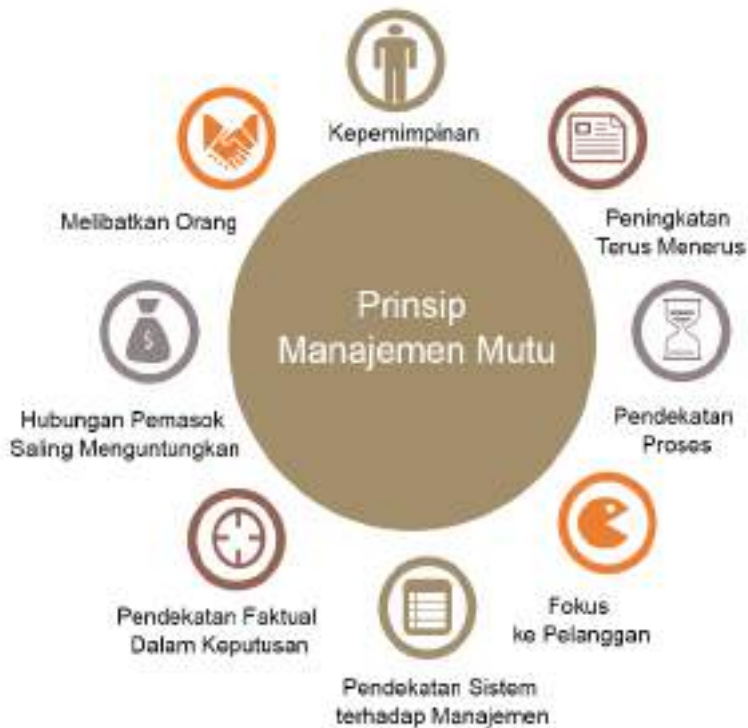 Kepemimpinan
Peningkatan
Terus Menerus
Pendekatan
Proses
Fokus
ke Pelanggan
Pendekatan Sistem
terhadap Manajemen
Pendekatan Faktual
Dalam Keputusan
Hubungan Pemasok
Saling Menguntungkan
$
Melibatkan Orang
Prinsip
Manajemen Mutu